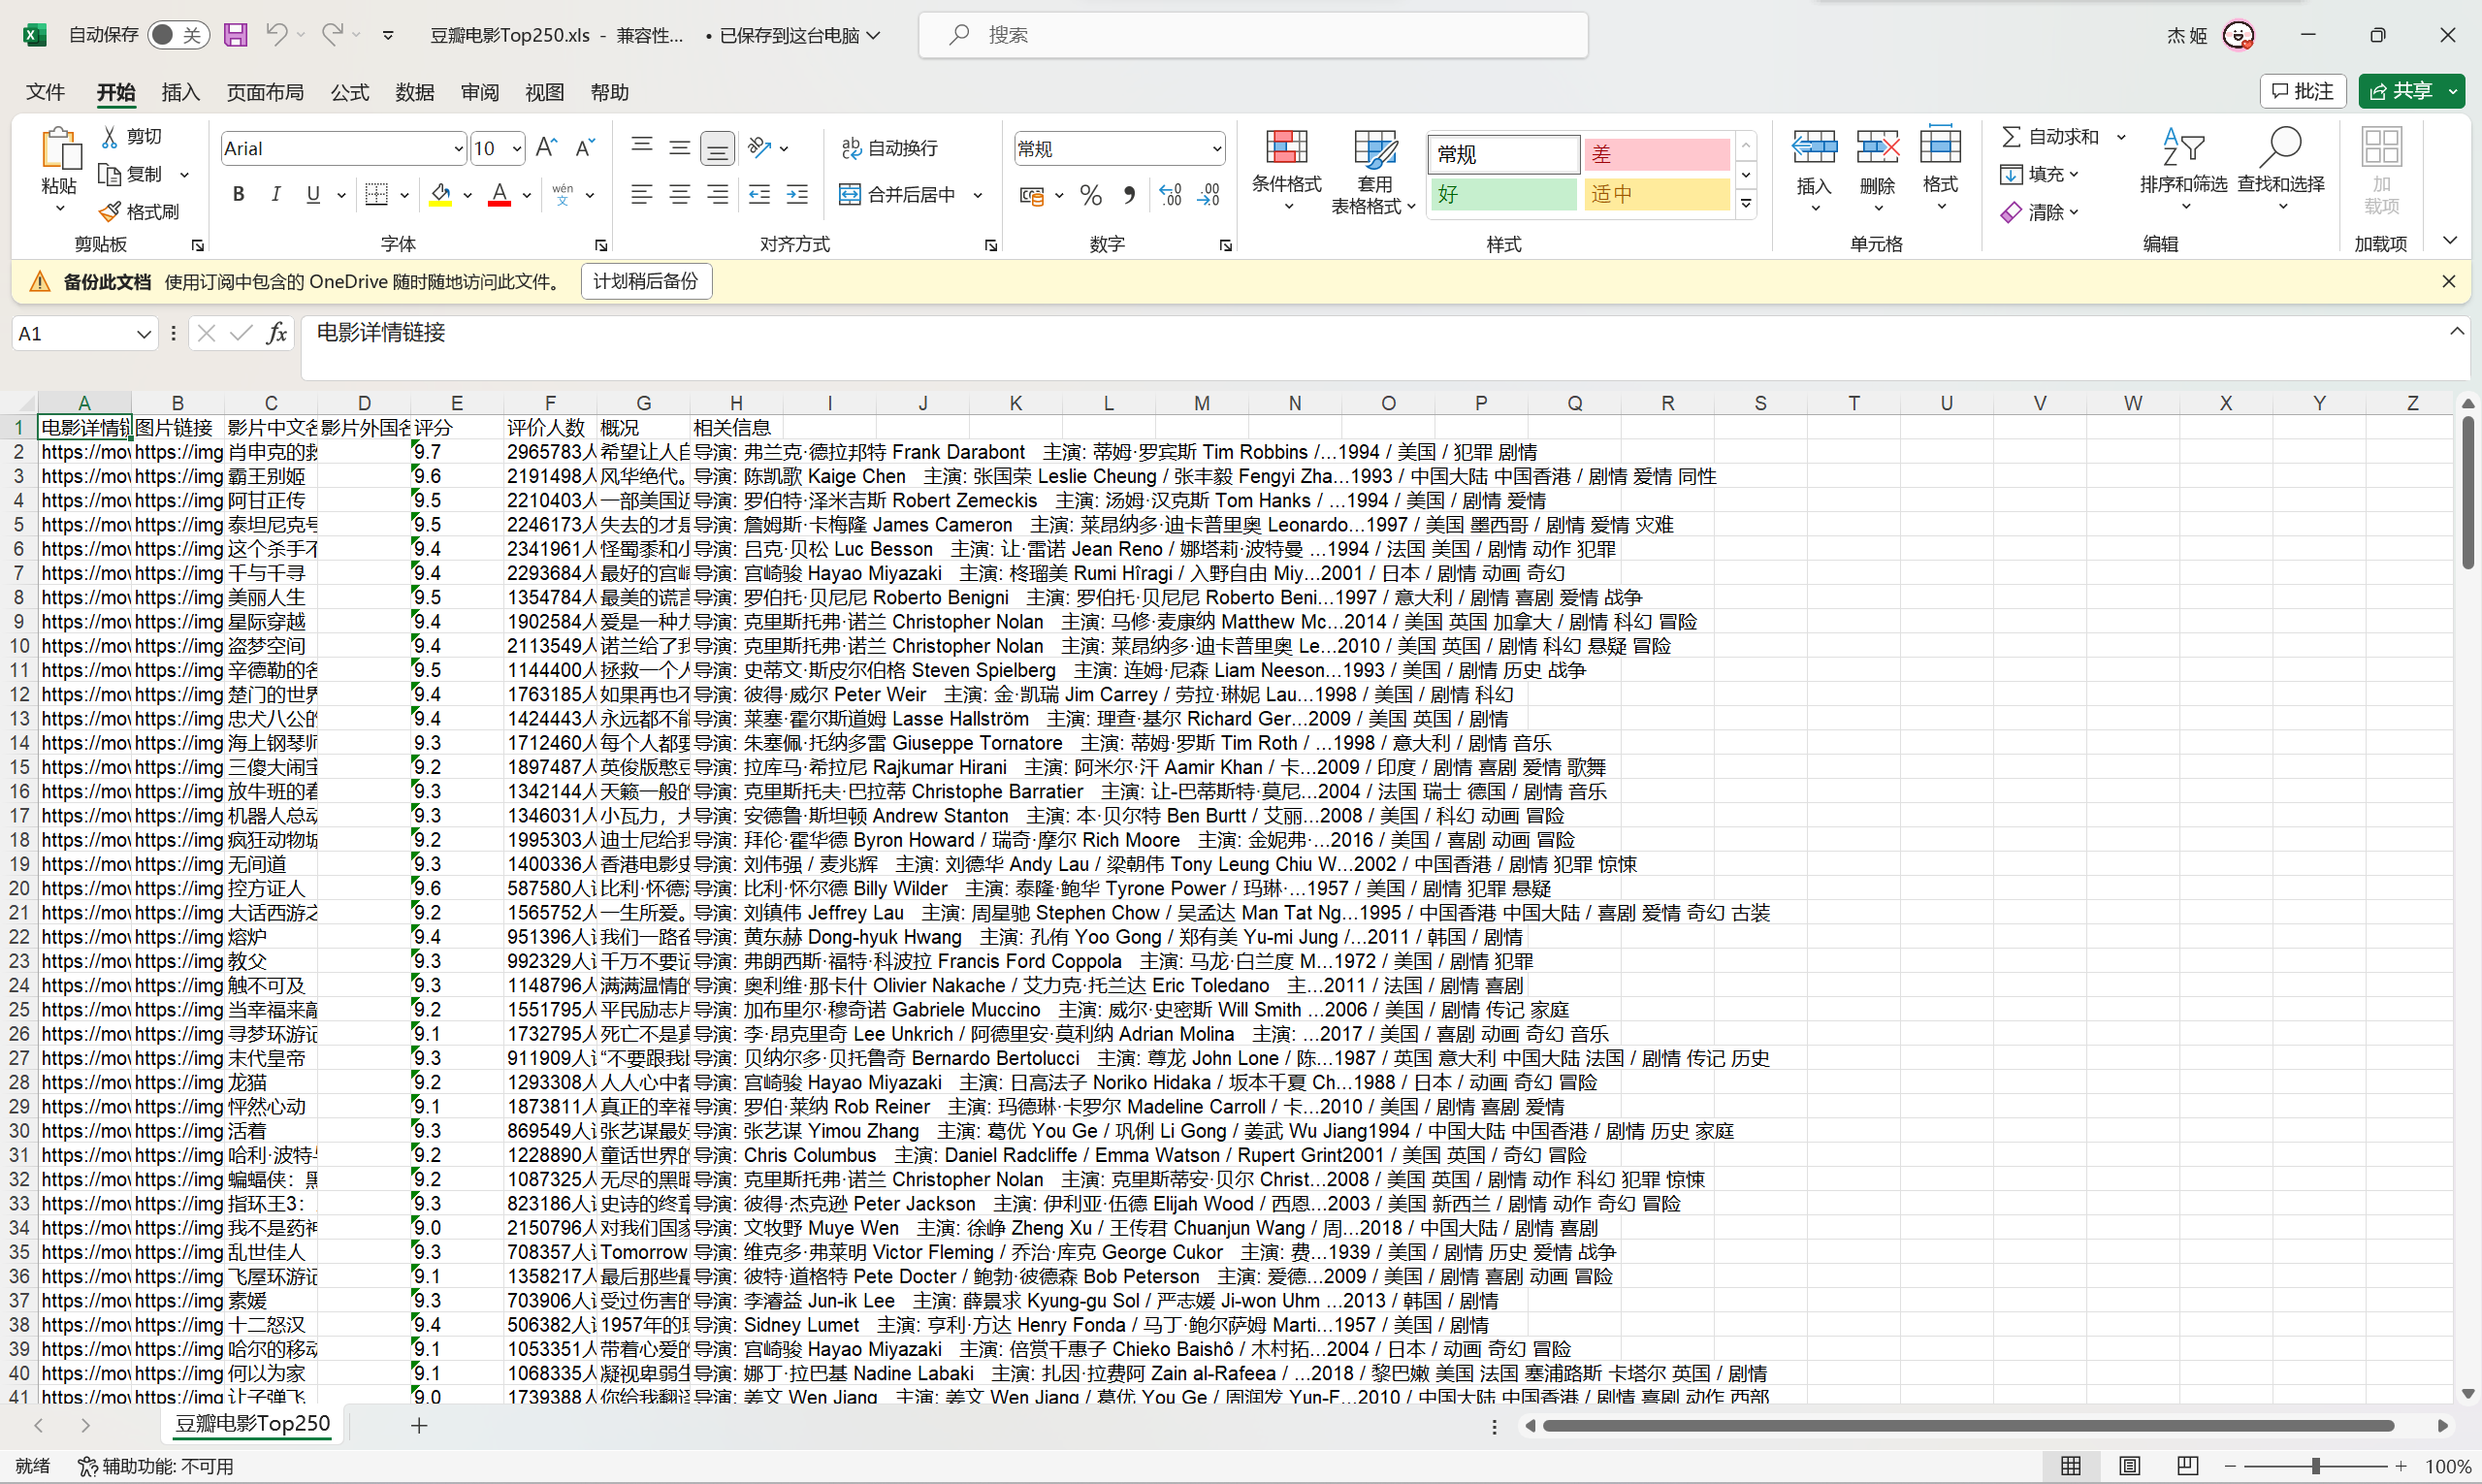 自动保存 关 豆瓣电影Top250.xls - 兼容性... • 已保存到这台电脑 搜索 杰 姬
文件 开始 插入 页面布局 公式 数据 审阅 视图 帮助 批注 共享
粘贴 剪切 复制 格式刷 剪贴板
Arial 10 B I U A wén 文 字体
自动换行 合并后居中 对齐方式
常规 % 数字
条件格式 套用表格格式 常规 差 好 适中 样式
插入 删除 格式 单元格
自动求和 填充 清除 排序和筛选 查找和选择 编辑
加载项 加载项
备份此文档 使用订阅中包含的 OneDrive 随时随地访问此文件。 计划稍后备份
A1 fx 电影详情链接
A B C D E F G H I J K L M N O P Q R S T U V W X Y Z
1 电影详情链 图片链接 影片中文名 影片外国名 评分 评价人数 概况 相关信息
2 https://mov https://img 肖申克的救 9.7 2965783人 希望让人自 导演: 弗兰克·德拉邦特 Frank Darabont 主演: 蒂姆·罗宾斯 Tim Robbins /...1994 / 美国 / 犯罪 剧情
3 https://mov https://img 霸王别姬 9.6 2191498人 风华绝代。 导演: 陈凯歌 Kaige Chen 主演: 张国荣 Leslie Cheung / 张丰毅 Fengyi Zha...1993 / 中国大陆 中国香港 / 剧情 爱情 同性
4 https://mov https://img 阿甘正传 9.5 2210403人 一部美国近 导演: 罗伯特·泽米吉斯 Robert Zemeckis 主演: 汤姆·汉克斯 Tom Hanks / ...1994 / 美国 / 剧情 爱情
5 https://mov https://img 泰坦尼克号 9.5 2246173人 失去的才是 导演: 詹姆斯·卡梅隆 James Cameron 主演: 莱昂纳多·迪卡普里奥 Leonardo...1997 / 美国 墨西哥 / 剧情 爱情 灾难
6 https://mov https://img 这个杀手不 9.4 2341961人 怪蜀黍和小 导演: 吕克·贝松 Luc Besson 主演: 让·雷诺 Jean Reno / 娜塔莉·波特曼 ...1994 / 法国 美国 / 剧情 动作 犯罪
7 https://mov https://img 千与千寻 9.4 2293684人 最好的宫崎 导演: 宫崎骏 Hayao Miyazaki 主演: 柊瑠美 Rumi Hîragi / 入野自由 Miy...2001 / 日本 / 剧情 动画 奇幻
8 https://mov https://img 美丽人生 9.5 1354784人 最美的谎言 导演: 罗伯托·贝尼尼 Roberto Benigni 主演: 罗伯托·贝尼尼 Roberto Beni...1997 / 意大利 / 剧情 喜剧 爱情 战争
9 https://mov https://img 星际穿越 9.4 1902584人 爱是一种力 导演: 克里斯托弗·诺兰 Christopher Nolan 主演: 马修·麦康纳 Matthew Mc...2014 / 美国 英国 加拿大 / 剧情 科幻 冒险
10 https://mov https://img 盗梦空间 9.4 2113549人 诺兰给了我 导演: 克里斯托弗·诺兰 Christopher Nolan 主演: 莱昂纳多·迪卡普里奥 Le...2010 / 美国 英国 / 剧情 科幻 悬疑 冒险
11 https://mov https://img 辛德勒的名 9.5 1144400人 拯救一个人 导演: 史蒂文·斯皮尔伯格 Steven Spielberg 主演: 连姆·尼森 Liam Neeson...1993 / 美国 / 剧情 历史 战争
12 https://mov https://img 楚门的世界 9.4 1763185人 如果再也不 导演: 彼得·威尔 Peter Weir 主演: 金·凯瑞 Jim Carrey / 劳拉·琳妮 Lau...1998 / 美国 / 剧情 科幻
13 https://mov https://img 忠犬八公的 9.4 1424443人 永远都不能 导演: 莱塞·霍尔斯道姆 Lasse Hallström 主演: 理查·基尔 Richard Ger...2009 / 美国 英国 / 剧情
14 https://mov https://img 海上钢琴师 9.3 1712460人 每个人都要 导演: 朱塞佩·托纳多雷 Giuseppe Tornatore 主演: 蒂姆·罗斯 Tim Roth / ...1998 / 意大利 / 剧情 音乐
15 https://mov https://img 三傻大闹宝 9.2 1897487人 英俊版憨豆 导演: 拉库马·希拉尼 Rajkumar Hirani 主演: 阿米尔·汗 Aamir Khan / 卡...2009 / 印度 / 剧情 喜剧 爱情 歌舞
16 https://mov https://img 放牛班的春 9.3 1342144人 天籁一般的 导演: 克里斯托夫·巴拉蒂 Christophe Barratier 主演: 让-巴蒂斯特·莫尼...2004 / 法国 瑞士 德国 / 剧情 音乐
17 https://mov https://img 机器人总动 9.3 1346031人 小瓦力，大 导演: 安德鲁·斯坦顿 Andrew Stanton 主演: 本·贝尔特 Ben Burtt / 艾丽...2008 / 美国 / 科幻 动画 冒险
18 https://mov https://img 疯狂动物城 9.2 1995303人 迪士尼给我 导演: 拜伦·霍华德 Byron Howard / 瑞奇·摩尔 Rich Moore 主演: 金妮弗·...2016 / 美国 / 喜剧 动画 冒险
19 https://mov https://img 无间道 9.3 1400336人 香港电影史 导演: 刘伟强 / 麦兆辉 主演: 刘德华 Andy Lau / 梁朝伟 Tony Leung Chiu W...2002 / 中国香港 / 剧情 犯罪 惊悚
20 https://mov https://img 控方证人 9.6 587580人评 比利·怀德满 导演: 比利·怀尔德 Billy Wilder 主演: 泰隆·鲍华 Tyrone Power / 玛琳·...1957 / 美国 / 剧情 犯罪 悬疑
21 https://mov https://img 大话西游之 9.2 1565752人 一生所爱。 导演: 刘镇伟 Jeffrey Lau 主演: 周星驰 Stephen Chow / 吴孟达 Man Tat Ng...1995 / 中国香港 中国大陆 / 喜剧 爱情 奇幻 古装
22 https://mov https://img 熔炉 9.4 951396人评 我们一路奋 导演: 黄东赫 Dong-hyuk Hwang 主演: 孔侑 Yoo Gong / 郑有美 Yu-mi Jung /...2011 / 韩国 / 剧情
23 https://mov https://img 教父 9.3 992329人评 千万不要记 导演: 弗朗西斯·福特·科波拉 Francis Ford Coppola 主演: 马龙·白兰度 M...1972 / 美国 / 剧情 犯罪
24 https://mov https://img 触不可及 9.3 1148796人 满满温情的 导演: 奥利维·那卡什 Olivier Nakache / 艾力克·托兰达 Eric Toledano 主...2011 / 法国 / 剧情 喜剧
25 https://mov https://img 当幸福来敲 9.2 1551795人 平民励志片 导演: 加布里尔·穆奇诺 Gabriele Muccino 主演: 威尔·史密斯 Will Smith ...2006 / 美国 / 剧情 传记 家庭
26 https://mov https://img 寻梦环游记 9.1 1732795人 死亡不是真 导演: 李·昂克里奇 Lee Unkrich / 阿德里安·莫利纳 Adrian Molina 主演: ...2017 / 美国 / 喜剧 动画 奇幻 音乐
27 https://mov https://img 末代皇帝 9.3 911909人评 “不要跟我比 导演: 贝纳尔多·贝托鲁奇 Bernardo Bertolucci 主演: 尊龙 John Lone / 陈...1987 / 英国 意大利 中国大陆 法国 / 剧情 传记 历史
28 https://mov https://img 龙猫 9.2 1293308人 人人心中都 导演: 宫崎骏 Hayao Miyazaki 主演: 日高法子 Noriko Hidaka / 坂本千夏 Ch...1988 / 日本 / 动画 奇幻 冒险
29 https://mov https://img 怦然心动 9.1 1873811人 真正的幸福 导演: 罗伯·莱纳 Rob Reiner 主演: 玛德琳·卡罗尔 Madeline Carroll / 卡...2010 / 美国 / 剧情 喜剧 爱情
30 https://mov https://img 活着 9.3 869549人评 张艺谋最好 导演: 张艺谋 Yimou Zhang 主演: 葛优 You Ge / 巩俐 Li Gong / 姜武 Wu Jiang1994 / 中国大陆 中国香港 / 剧情 历史 家庭
31 https://mov https://img 哈利·波特与 9.2 1228890人 童话世界的 导演: Chris Columbus 主演: Daniel Radcliffe / Emma Watson / Rupert Grint2001 / 美国 英国 / 奇幻 冒险
32 https://mov https://img 蝙蝠侠：黑 9.2 1087325人 无尽的黑暗 导演: 克里斯托弗·诺兰 Christopher Nolan 主演: 克里斯蒂安·贝尔 Christ...2008 / 美国 英国 / 剧情 动作 科幻 犯罪 惊悚
33 https://mov https://img 指环王3： 9.3 823186人评 史诗的终章 导演: 彼得·杰克逊 Peter Jackson 主演: 伊利亚·伍德 Elijah Wood / 西恩...2003 / 美国 新西兰 / 剧情 动作 奇幻 冒险
34 https://mov https://img 我不是药神 9.0 2150796人 对我们国家 导演: 文牧野 Muye Wen 主演: 徐峥 Zheng Xu / 王传君 Chuanjun Wang / 周...2018 / 中国大陆 / 剧情 喜剧
35 https://mov https://img 乱世佳人 9.3 708357人评 Tomorrow 导演: 维克多·弗莱明 Victor Fleming / 乔治·库克 George Cukor 主演: 费...1939 / 美国 / 剧情 历史 爱情 战争
36 https://mov https://img 飞屋环游记 9.1 1358217人 最后那些最 导演: 彼特·道格特 Pete Docter / 鲍勃·彼德森 Bob Peterson 主演: 爱德...2009 / 美国 / 剧情 喜剧 动画 冒险
37 https://mov https://img 素媛 9.3 703906人评 受过伤害的 导演: 李濬益 Jun-ik Lee 主演: 薛景求 Kyung-gu Sol / 严志媛 Ji-won Uhm ...2013 / 韩国 / 剧情
38 https://mov https://img 十二怒汉 9.4 506382人评 1957年的理 导演: Sidney Lumet 主演: 亨利·方达 Henry Fonda / 马丁·鲍尔萨姆 Marti...1957 / 美国 / 剧情
39 https://mov https://img 哈尔的移动 9.1 1053351人 带着心爱的 导演: 宫崎骏 Hayao Miyazaki 主演: 倍赏千惠子 Chieko Baishô / 木村拓...2004 / 日本 / 动画 奇幻 冒险
40 https://mov https://img 何以为家 9.1 1068335人 凝视卑弱生 导演: 娜丁·拉巴基 Nadine Labaki 主演: 扎因·拉费阿 Zain al-Rafeea / ...2018 / 黎巴嫩 美国 法国 塞浦路斯 卡塔尔 英国 / 剧情
41 https://mov https://img 让子弹飞 9.0 1739388人 你给我翻译 导演: 姜文 Wen Jiang 主演: 姜文 Wen Jiang / 葛优 You Ge / 周润发 Yun-F...2010 / 中国大陆 中国香港 / 剧情 喜剧 动作 西部
豆瓣电影Top250
就绪 辅助功能: 不可用 100%